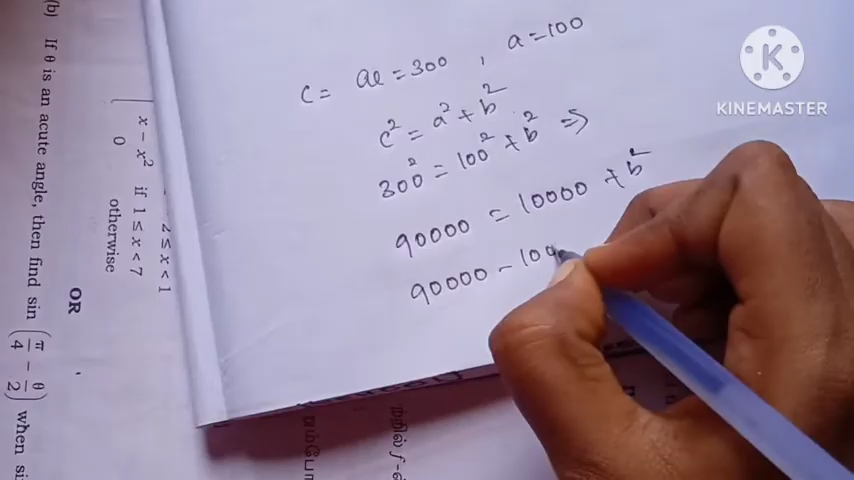 c = ae = 300 , a = 100
c² = a² + b²
300² = 100² + b² ⇒
90000 = 10000 + b²
90000 - 100
KINEMASTER
(b) If θ is an acute angle, then find sin (π/4 - θ/2) when si
OR
x - x² if 1 ≤ x < 7
0 otherwise